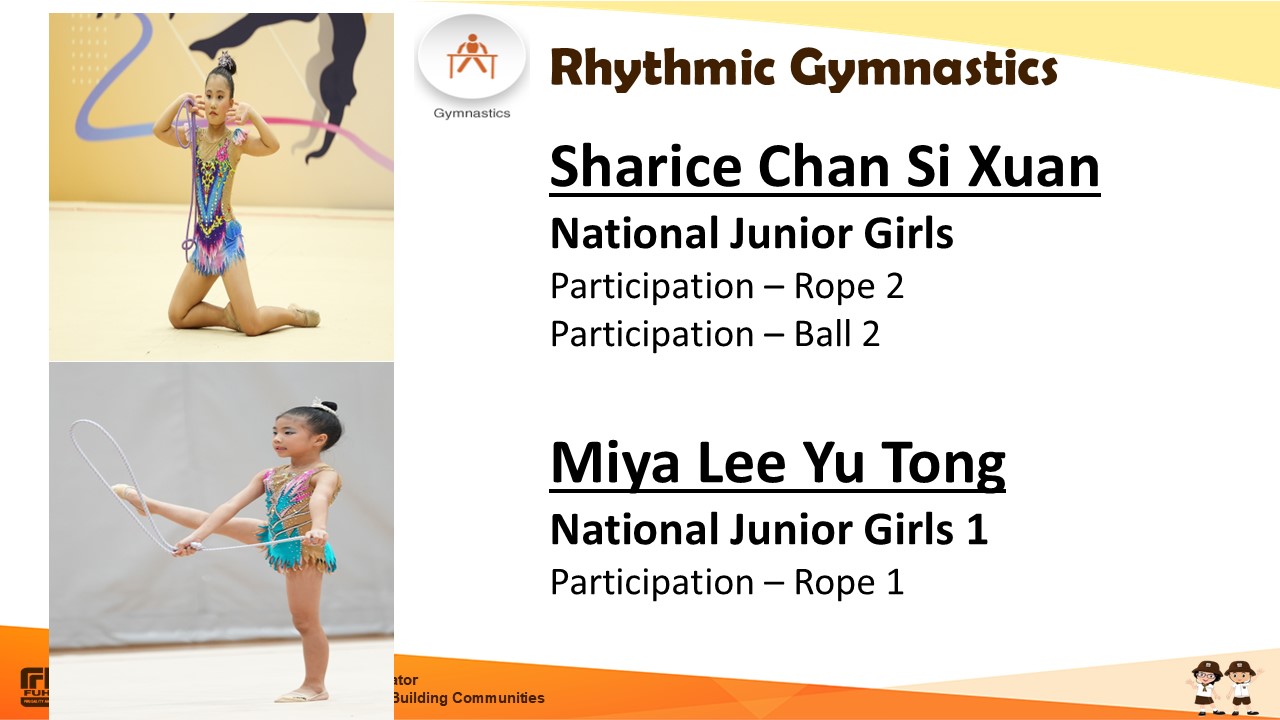 Gymnastics
Rhythmic Gymnastics
Sharice Chan Si Xuan
National Junior Girls
Participation – Rope 2
Participation – Ball 2
Miya Lee Yu Tong
National Junior Girls 1
Participation – Rope 1
ator
Building Communities